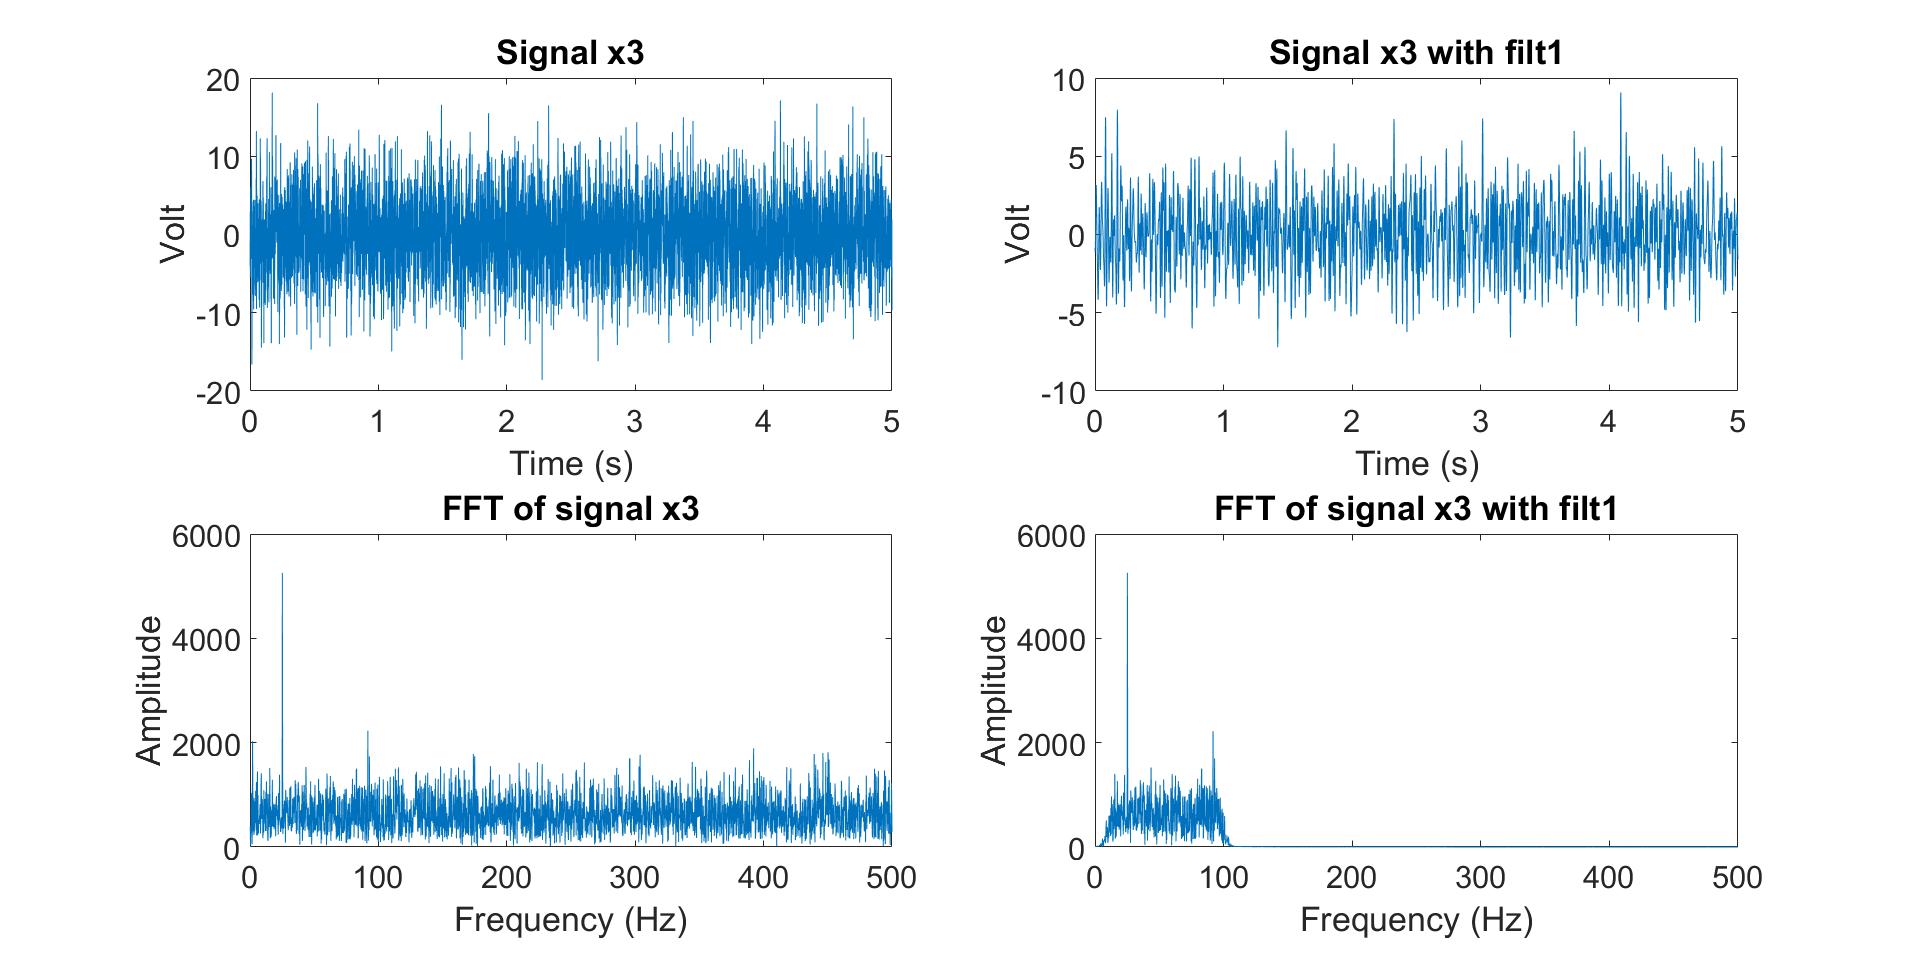 Signal x3
20
10
0
-10
-20
Volt
0 1 2 3 4 5
Time (s)
Signal x3 with filt1
10
5
0
-5
-10
Volt
0 1 2 3 4 5
Time (s)
FFT of signal x3
6000
4000
2000
0
Amplitude
0 100 200 300 400 500
Frequency (Hz)
FFT of signal x3 with filt1
6000
4000
2000
0
Amplitude
0 100 200 300 400 500
Frequency (Hz)